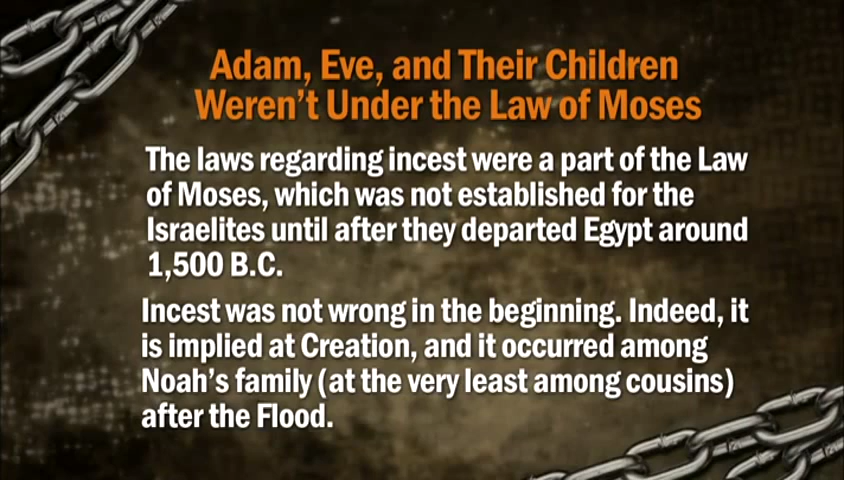 Adam, Eve, and Their Children
Weren't Under the Law of Moses
The laws regarding incest were a part of the Law
of Moses, which was not established for the
Israelites until after they departed Egypt around
1,500 B.C.
Incest was not wrong in the beginning. Indeed, it
is implied at Creation, and it occurred among
Noah's family (at the very least among cousins)
after the Flood.